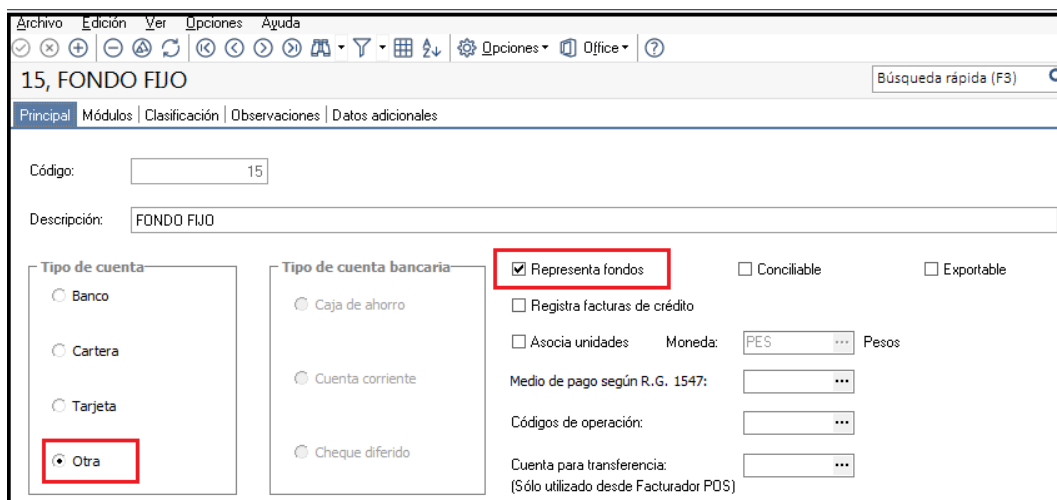 Archivo Edición Ver Opciones Ayuda
Opciones Office
15, FONDO FIJO
Búsqueda rápida (F3)
Principal Módulos Clasificación Observaciones Datos adicionales
Código: 15
Descripción: FONDO FIJO
Tipo de cuenta
Banco
Cartera
Tarjeta
Otra
Tipo de cuenta bancaria
Caja de ahorro
Cuenta corriente
Cheque diferido
Representa fondos Conciliable Exportable
Registra facturas de crédito
Asocia unidades Moneda: PES ... Pesos
Medio de pago según R.G. 1547: ...
Códigos de operación: ...
Cuenta para transferencia: ...
(Sólo utilizado desde Facturador POS)